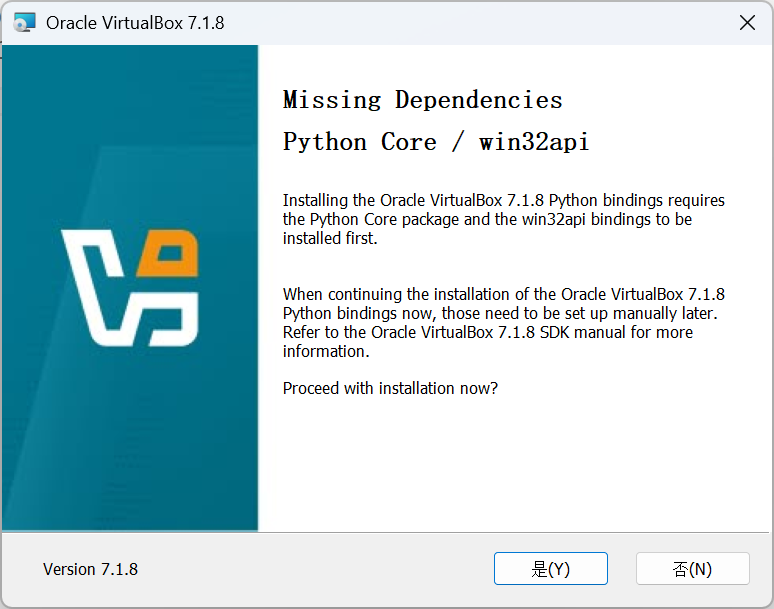 Oracle VirtualBox 7.1.8
Missing Dependencies
Python Core / win32api
Installing the Oracle VirtualBox 7.1.8 Python bindings requires
the Python Core package and the win32api bindings to be
installed first.
When continuing the installation of the Oracle VirtualBox 7.1.8
Python bindings now, those need to be set up manually later.
Refer to the Oracle VirtualBox 7.1.8 SDK manual for more
information.
Proceed with installation now?
Version 7.1.8
是(Y)
否(N)